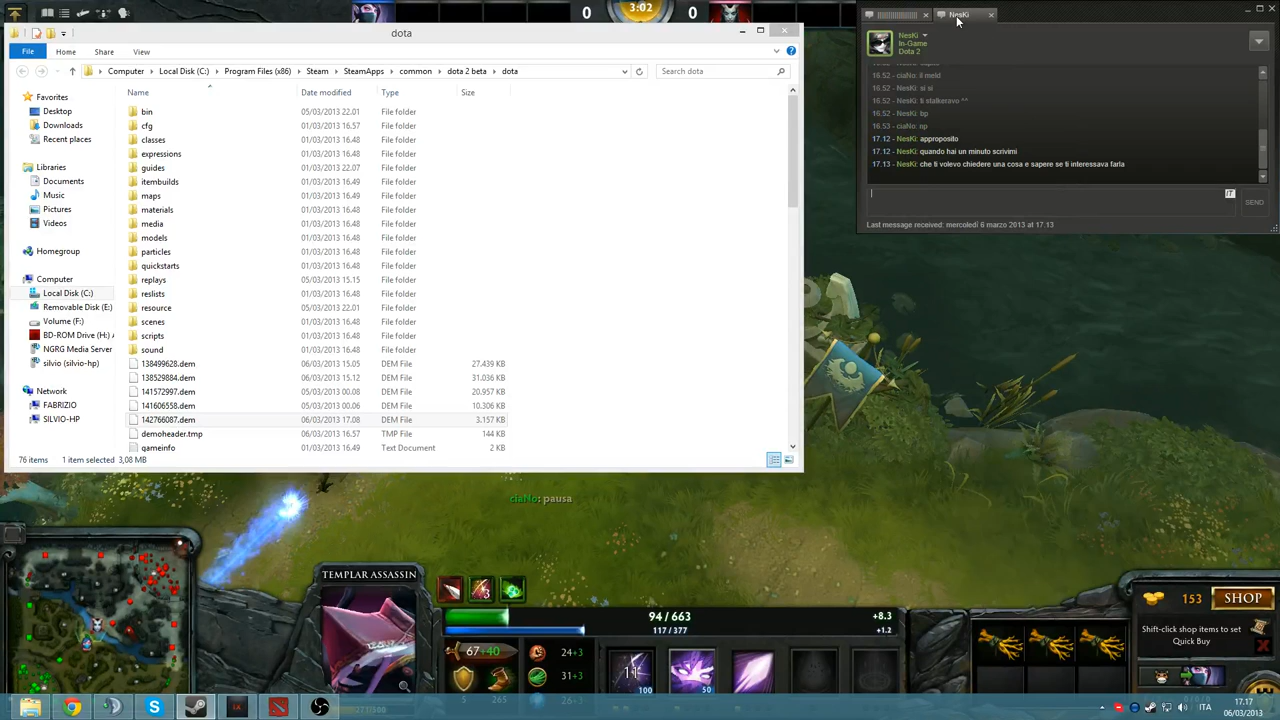 0
3:02
0
NesKi
dota
File
Home
Share
View
NesKi
In-Game
Dota 2
Computer
Local Disk (C:)
Program Files (x86)
Steam
SteamApps
common
dota 2 beta
dota
Search dota
16.52 - ciaNo: il meld
16.52 - NesKi: si si
16.52 - NesKi: ti stalkeravo ^^
16.52 - NesKi: bp
16.53 - ciaNo: np
17.12 - NesKi: approposito
17.12 - NesKi: quando hai un minuto scrivimi
17.13 - NesKi: che ti volevo chiedere una cosa e sapere se ti interessava farla
IT
SEND
Last message received: mercoledì 6 marzo 2013 at 17.13
Favorites
Desktop
Downloads
Recent places
Libraries
Documents
Music
Pictures
Videos
Homegroup
Computer
Local Disk (C:)
Removable Disk (E:)
Volume (F:)
BD-ROM Drive (H:) A
NGRG Media Server
silvio (silvio-hp)
Network
FABRIZIO
SILVIO-HP
Name Date modified Type Size
bin 05/03/2013 22.01 File folder
cfg 06/03/2013 16.57 File folder
classes 01/03/2013 16.48 File folder
expressions 01/03/2013 16.48 File folder
guides 01/03/2013 16.48 File folder
itembuilds 01/03/2013 16.49 File folder
maps 01/03/2013 16.49 File folder
materials 01/03/2013 16.48 File folder
media 01/03/2013 16.48 File folder
models 01/03/2013 16.48 File folder
particles 01/03/2013 16.48 File folder
quickstarts 01/03/2013 16.48 File folder
replays 05/03/2013 15.15 File folder
reslists 01/03/2013 16.48 File folder
resource 05/03/2013 22.01 File folder
scenes 01/03/2013 16.48 File folder
scripts 01/03/2013 16.48 File folder
sound 01/03/2013 16.48 File folder
138499628.dem 06/03/2013 15.05 DEM File 27.439 KB
138529884.dem 06/03/2013 15.12 DEM File 31.036 KB
141572997.dem 05/03/2013 00.08 DEM File 20.957 KB
141606558.dem 05/03/2013 00.06 DEM File 10.306 KB
142766087.dem 06/03/2013 17.08 DEM File 3.157 KB
demoheader.tmp 06/03/2013 16.57 TMP File 144 KB
gameinfo 01/03/2013 16.49 Text Document 2 KB
76 items 1 item selected 3,08 MB
ciaNo: pausa
TEMPLAR ASSASSIN
3
94 / 663
+8.3
117 / 377
+1.2
67+40
24+3
31+3
26+3
5
265
11
100
50
277/300
153
SHOP
Shift-click shop items to set
Quick Buy
ITA
17.17
06/03/2013